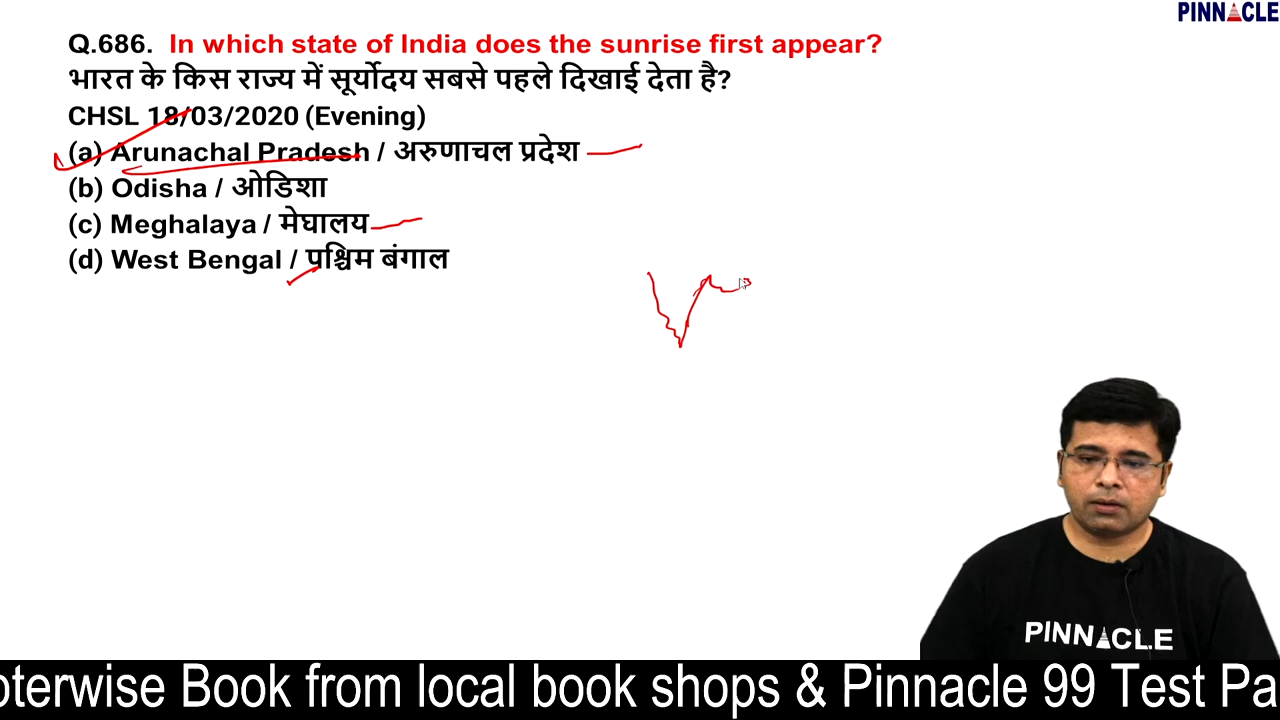 PINNACLE
Q.686. In which state of India does the sunrise first appear?
भारत के किस राज्य में सूर्योदय सबसे पहले दिखाई देता है?
CHSL 18/03/2020 (Evening)
(a) Arunachal Pradesh / अरुणाचल प्रदेश
(b) Odisha / ओडिशा
(c) Meghalaya / मेघालय
(d) West Bengal / पश्चिम बंगाल
PINNACLE
pterwise Book from local book shops & Pinnacle 99 Test Pa